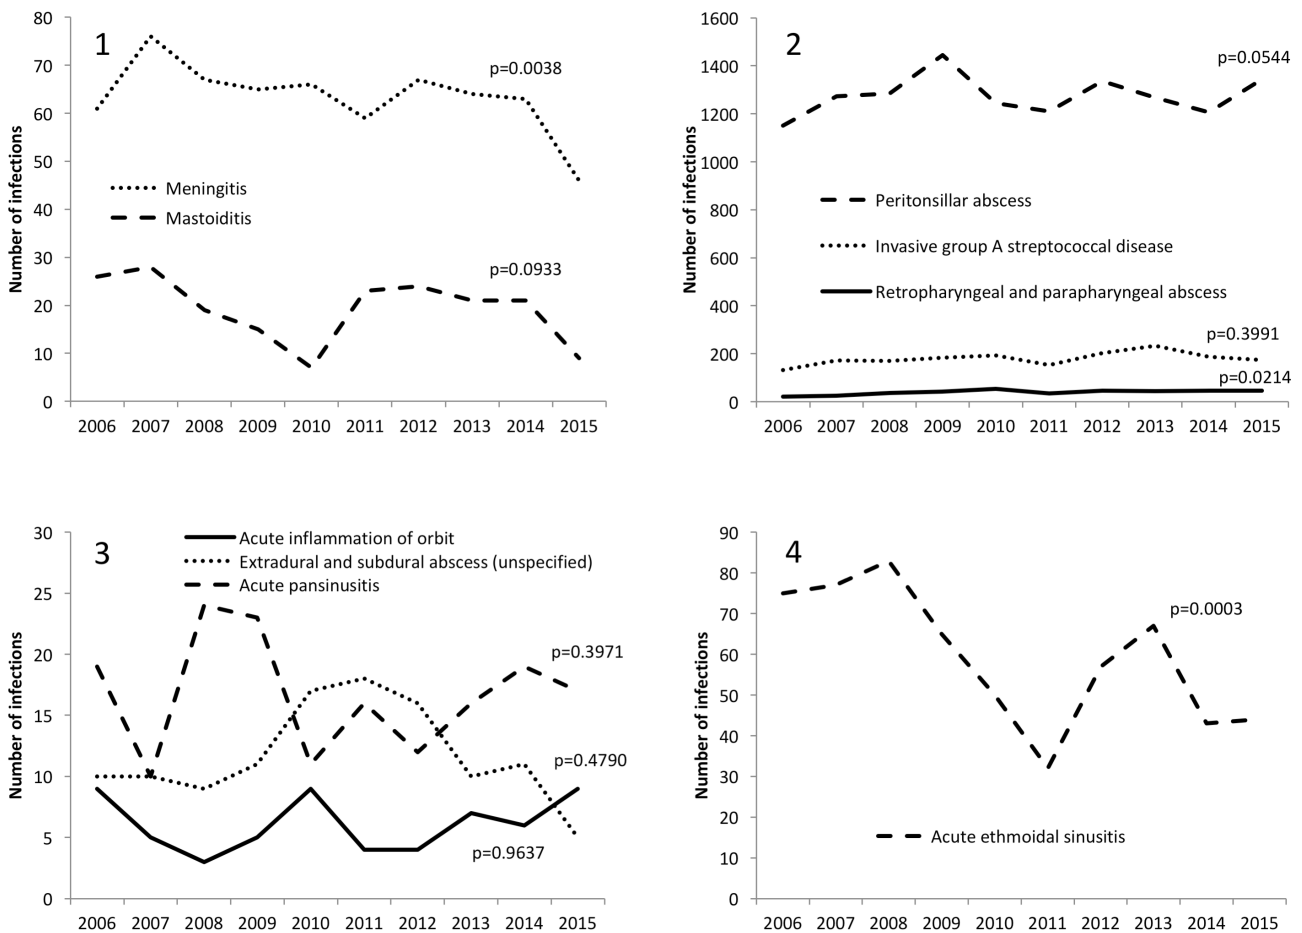 1
80
70
60
50
40
30
20
10
0
Number of infections
p=0.0038
Meningitis
Mastoiditis
p=0.0933
2006 2007 2008 2009 2010 2011 2012 2013 2014 2015
2
1600
1400
1200
1000
800
600
400
200
0
Number of infections
p=0.0544
Peritonsillar abscess
Invasive group A streptococcal disease
Retropharyngeal and parapharyngeal abscess
p=0.3991
p=0.0214
2006 2007 2008 2009 2010 2011 2012 2013 2014 2015
3
30
25
20
15
10
5
0
Number of infections
Acute inflammation of orbit
Extradural and subdural abscess (unspecified)
Acute pansinusitis
p=0.3971
p=0.4790
p=0.9637
2006 2007 2008 2009 2010 2011 2012 2013 2014 2015
4
90
80
70
60
50
40
30
20
10
0
Number of infections
p=0.0003
Acute ethmoidal sinusitis
2006 2007 2008 2009 2010 2011 2012 2013 2014 2015